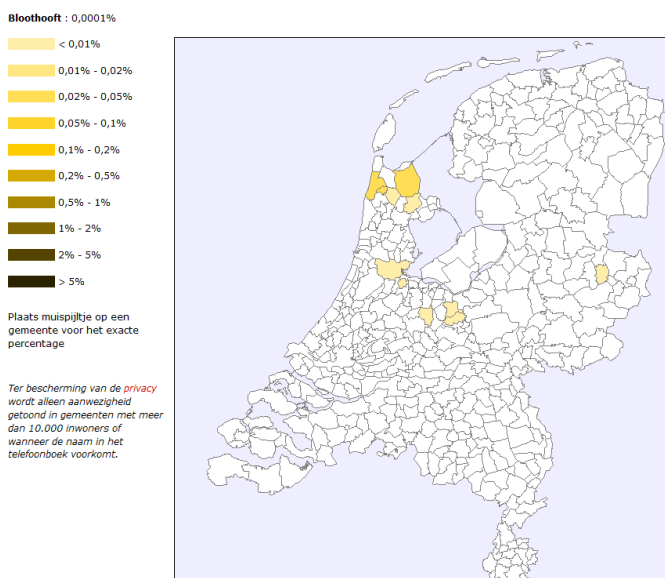 Bloothooft : 0,0001%
< 0,01%
0,01% - 0,02%
0,02% - 0,05%
0,05% - 0,1%
0,1% - 0,2%
0,2% - 0,5%
0,5% - 1%
1% - 2%
2% - 5%
> 5%
Plaats muispijltje op een
gemeente voor het exacte
percentage
Ter bescherming van de privacy
wordt alleen aanwezigheid
getoond in gemeenten met meer
dan 10.000 inwoners of
wanneer de naam in het
telefoonboek voorkomt.